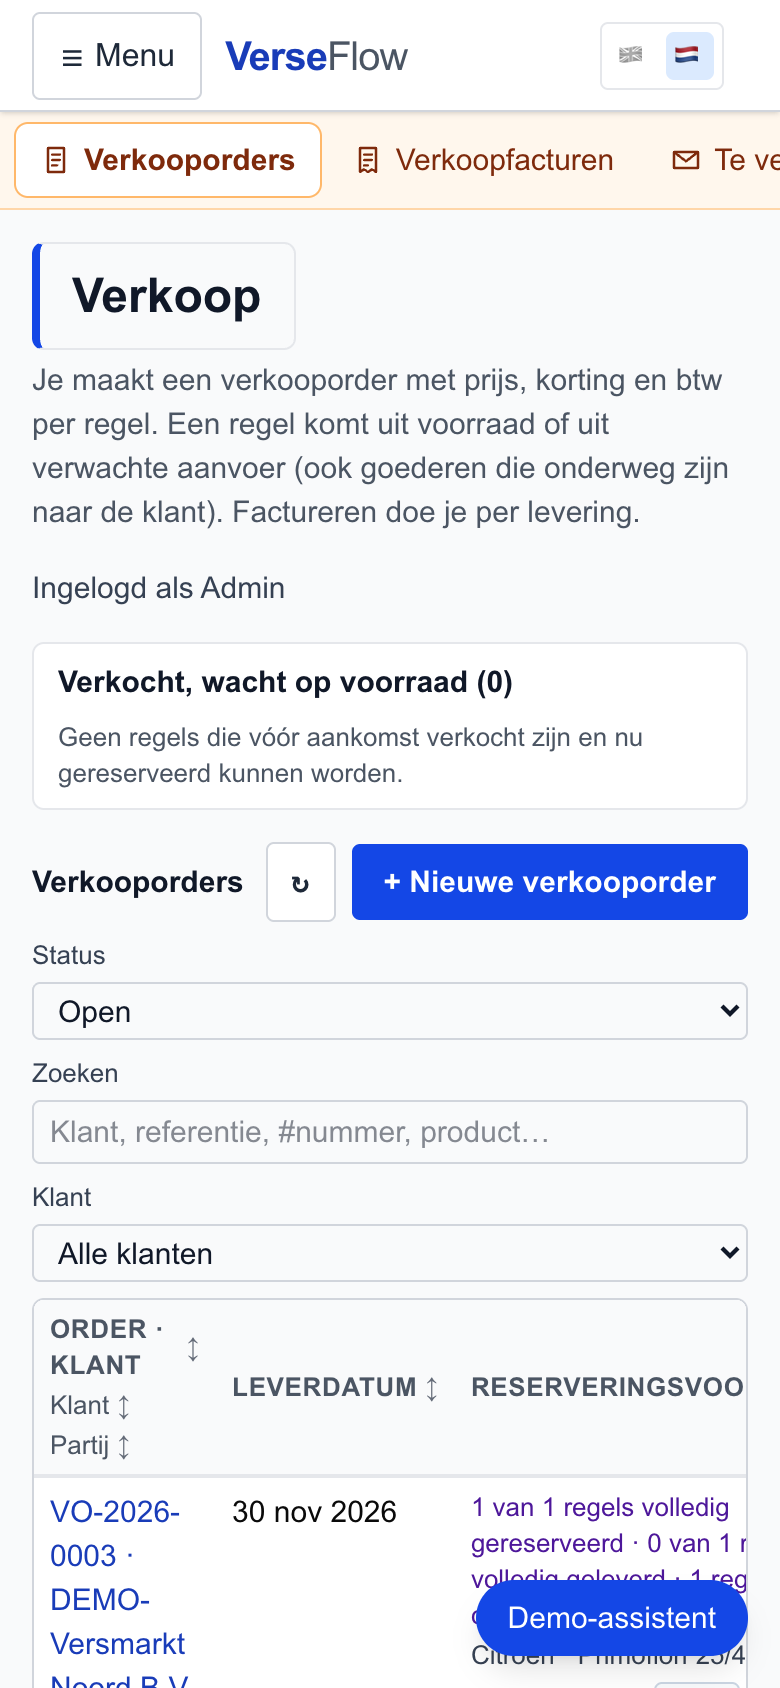 ≡ Menu VerseFlow
Verkooporders Verkoopfacturen Te ve
Verkoop
Je maakt een verkooporder met prijs, korting en btw
per regel. Een regel komt uit voorraad of uit
verwachte aanvoer (ook goederen die onderweg zijn
naar de klant). Factureren doe je per levering.
Ingelogd als Admin
Verkocht, wacht op voorraad (0)
Geen regels die vóór aankomst verkocht zijn en nu
gereserveerd kunnen worden.
Verkooporders ↻ + Nieuwe verkooporder
Status
Open
Zoeken
Klant, referentie, #nummer, product…
Klant
Alle klanten
ORDER ·
KLANT ↕
Klant ↕
Partij ↕
LEVERDATUM ↕
RESERVERINGSVOO
VO-2026-
0003 ·
DEMO-
Versmarkt
Noord B.V.
30 nov 2026
1 van 1 regels volledig
gereserveerd · 0 van 1 r
volledig geleverd · 1 reg
Demo-assistent